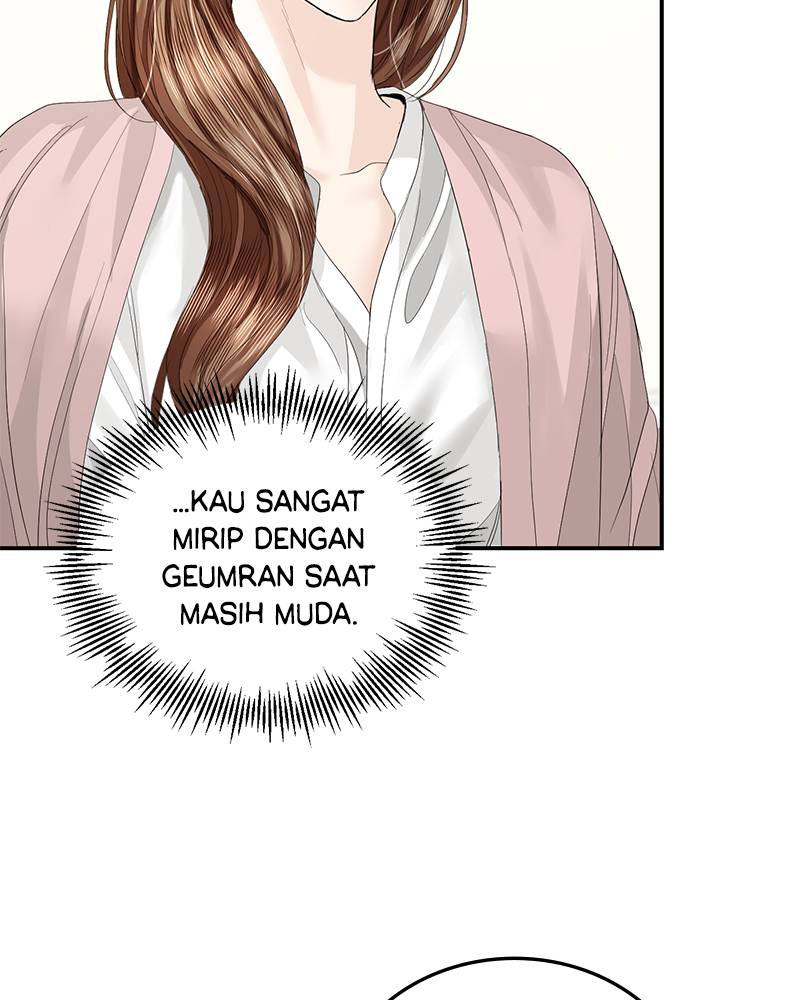 ...KAU SANGAT
MIRIP DENGAN
GEUMRAN SAAT
MASIH MUDA.